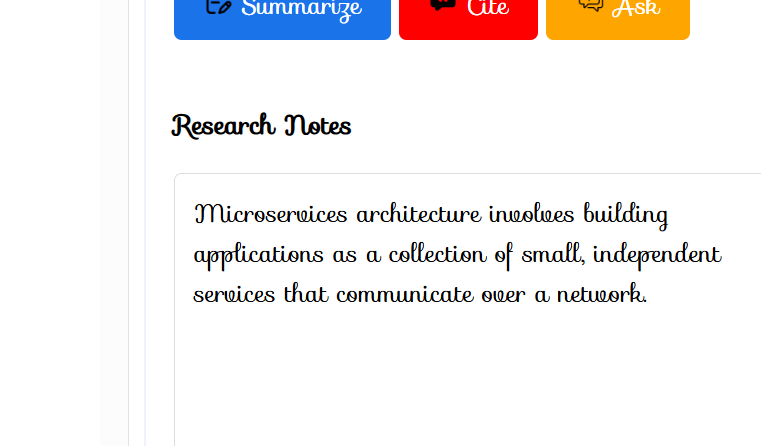 Summarize Cite Ask
Research Notes
Microservices architecture involves building
applications as a collection of small, independent
services that communicate over a network.